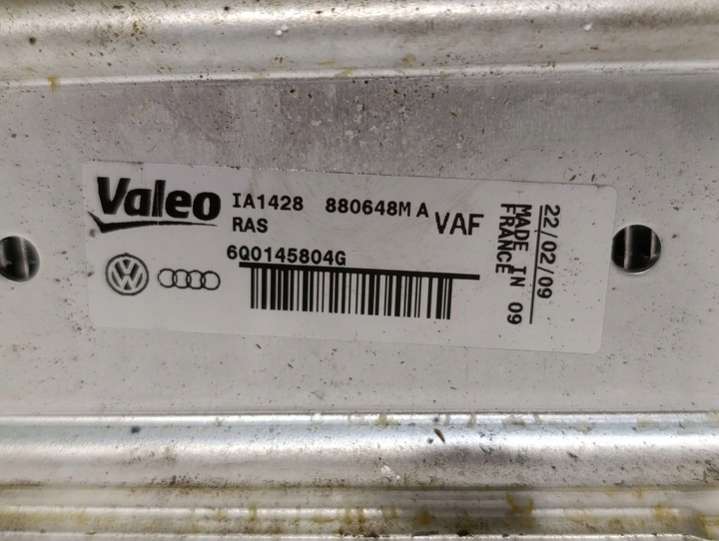 Valeo
IA1428 880648M A
RAS
VAF
6Q0145804G
22/02/09
MADE IN 09
FRANCE